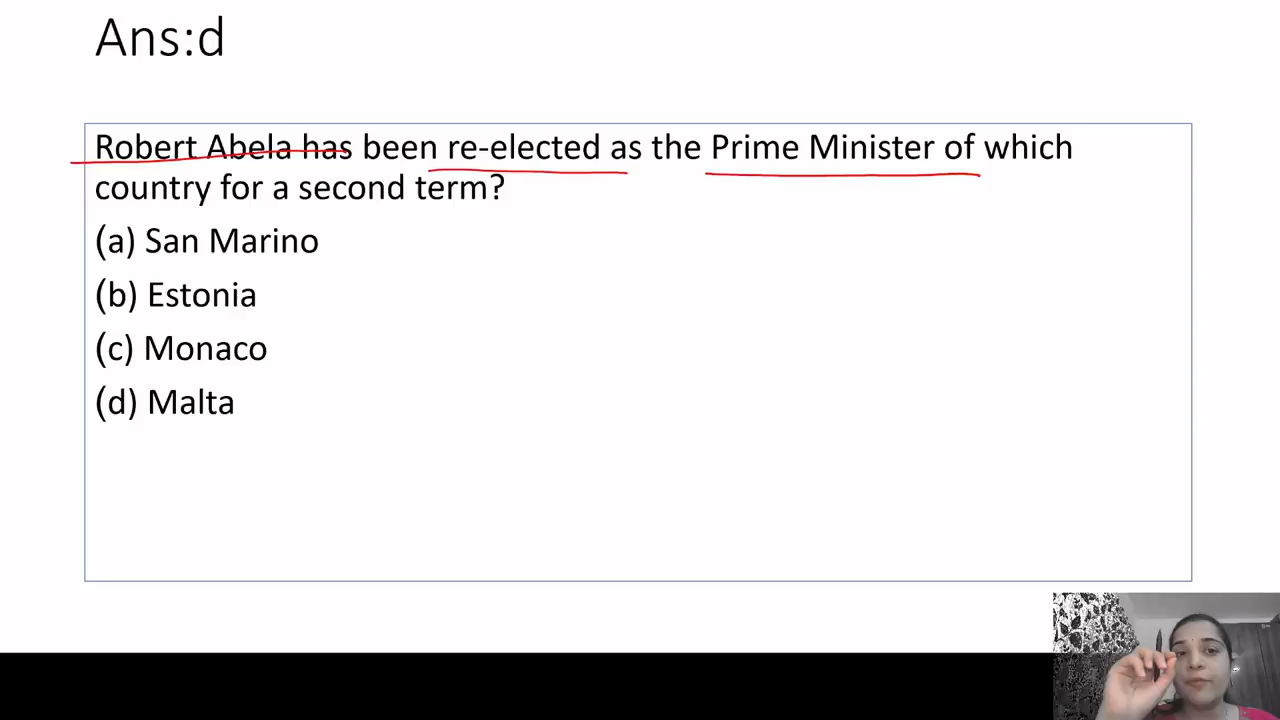 Ans:d
Robert Abela has been re-elected as the Prime Minister of which
country for a second term?
(a) San Marino
(b) Estonia
(c) Monaco
(d) Malta